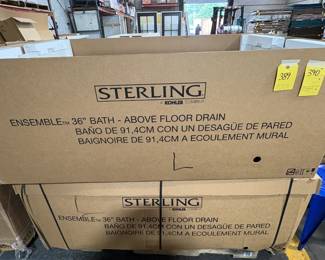 389
390
STERLING
A KOHLER COMPANY
ENSEMBLE™ 36" BATH - ABOVE FLOOR DRAIN
BAÑO DE 91,4CM CON UN DESAGÜE DE PARED
BAIGNOIRE DE 91,4CM A ECOULEMENT MURAL
L
STERLING
ENSEMBLE™ 36" BATH - ABOVE FLOOR DRAIN
BAÑO DE 91,4CM CON UN DESAGÜE DE PARED
BAIGNOIRE DE 91,4CM A ECOULEMENT MURAL